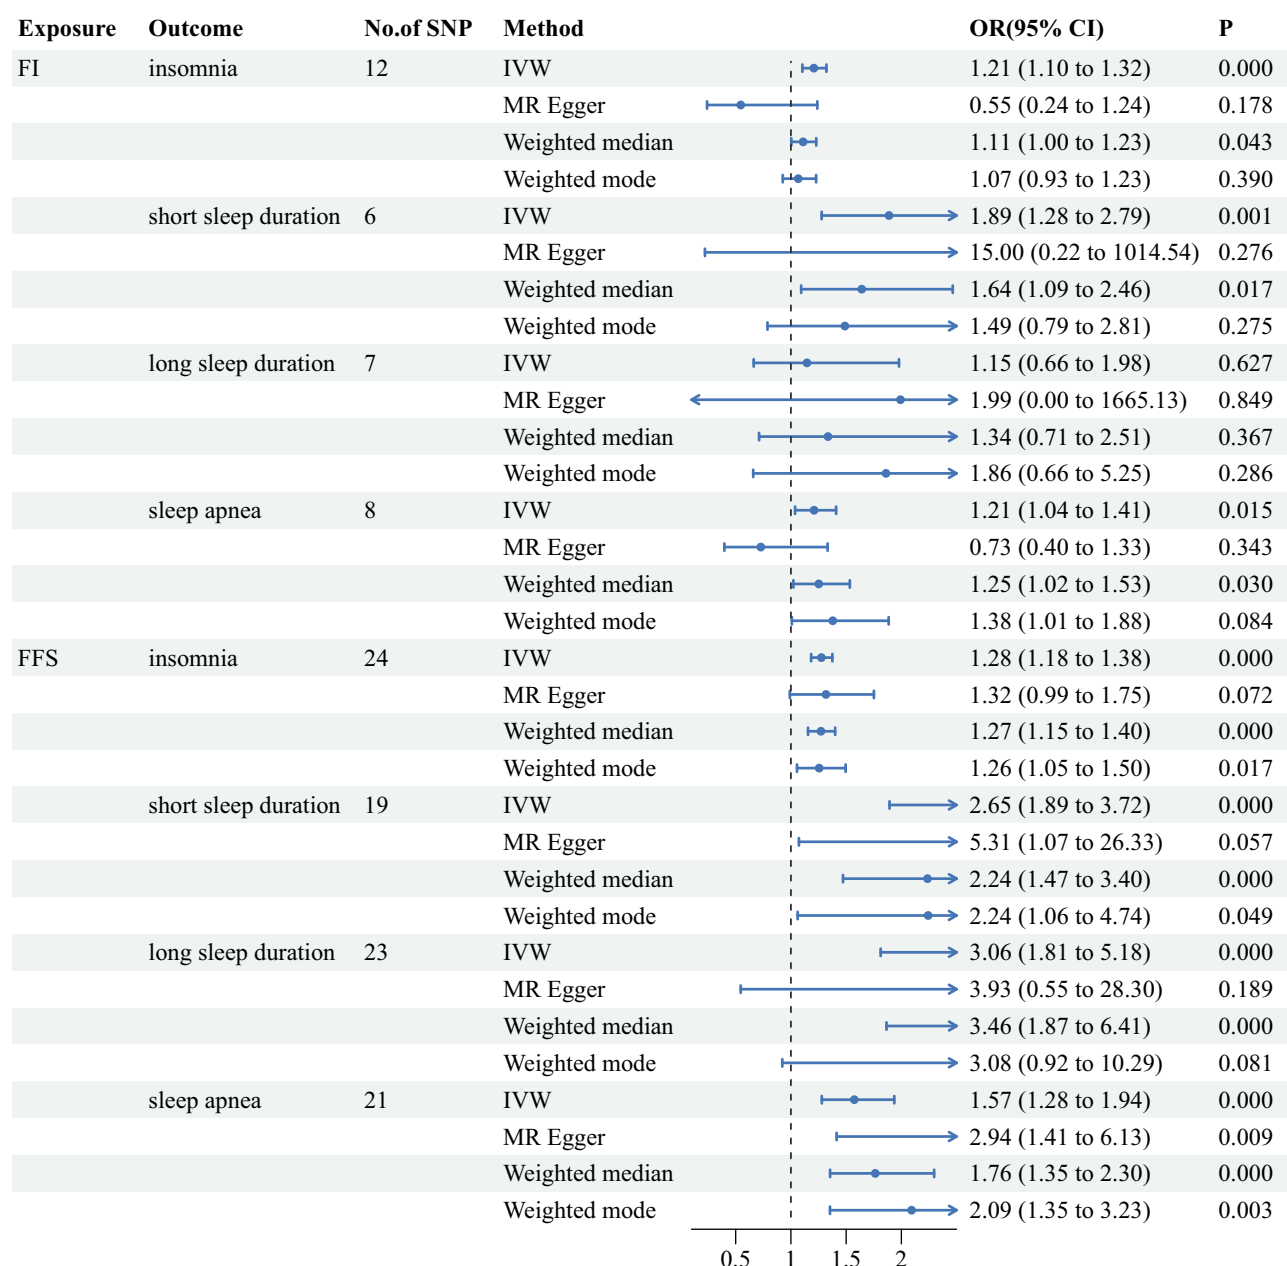 Exposure Outcome No.of SNP Method OR(95% CI) P
FI insomnia 12 IVW 1.21 (1.10 to 1.32) 0.000
MR Egger 0.55 (0.24 to 1.24) 0.178
Weighted median 1.11 (1.00 to 1.23) 0.043
Weighted mode 1.07 (0.93 to 1.23) 0.390
short sleep duration 6 IVW 1.89 (1.28 to 2.79) 0.001
MR Egger 15.00 (0.22 to 1014.54) 0.276
Weighted median 1.64 (1.09 to 2.46) 0.017
Weighted mode 1.49 (0.79 to 2.81) 0.275
long sleep duration 7 IVW 1.15 (0.66 to 1.98) 0.627
MR Egger 1.99 (0.00 to 1665.13) 0.849
Weighted median 1.34 (0.71 to 2.51) 0.367
Weighted mode 1.86 (0.66 to 5.25) 0.286
sleep apnea 8 IVW 1.21 (1.04 to 1.41) 0.015
MR Egger 0.73 (0.40 to 1.33) 0.343
Weighted median 1.25 (1.02 to 1.53) 0.030
Weighted mode 1.38 (1.01 to 1.88) 0.084
FFS insomnia 24 IVW 1.28 (1.18 to 1.38) 0.000
MR Egger 1.32 (0.99 to 1.75) 0.072
Weighted median 1.27 (1.15 to 1.40) 0.000
Weighted mode 1.26 (1.05 to 1.50) 0.017
short sleep duration 19 IVW 2.65 (1.89 to 3.72) 0.000
MR Egger 5.31 (1.07 to 26.33) 0.057
Weighted median 2.24 (1.47 to 3.40) 0.000
Weighted mode 2.24 (1.06 to 4.74) 0.049
long sleep duration 23 IVW 3.06 (1.81 to 5.18) 0.000
MR Egger 3.93 (0.55 to 28.30) 0.189
Weighted median 3.46 (1.87 to 6.41) 0.000
Weighted mode 3.08 (0.92 to 10.29) 0.081
sleep apnea 21 IVW 1.57 (1.28 to 1.94) 0.000
MR Egger 2.94 (1.41 to 6.13) 0.009
Weighted median 1.76 (1.35 to 2.30) 0.000
Weighted mode 2.09 (1.35 to 3.23) 0.003
0.5 1 1.5 2